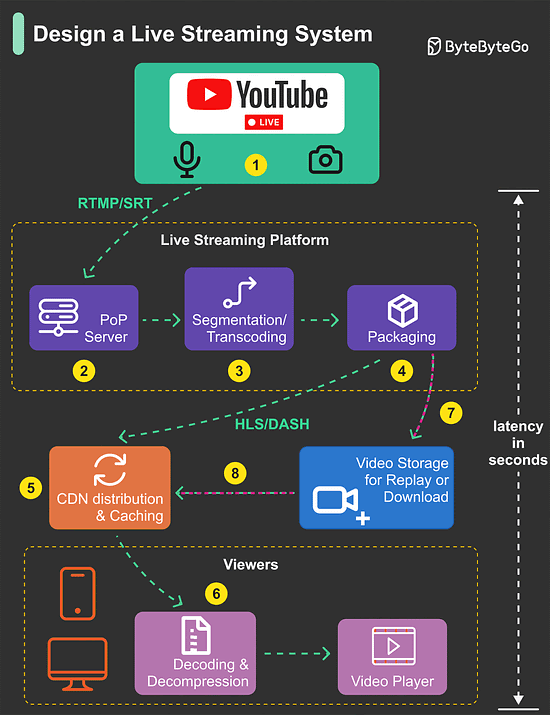 Design a Live Streaming System
ByteByteGo
YouTube
LIVE
1
RTMP/SRT
Live Streaming Platform
PoP
Server
Segmentation/
Transcoding
Packaging
2
3
4
7
HLS/DASH
latency
in
seconds
5
CDN distribution
& Caching
8
Video Storage
for Replay or
Download
Viewers
6
Decoding &
Decompression
Video Player